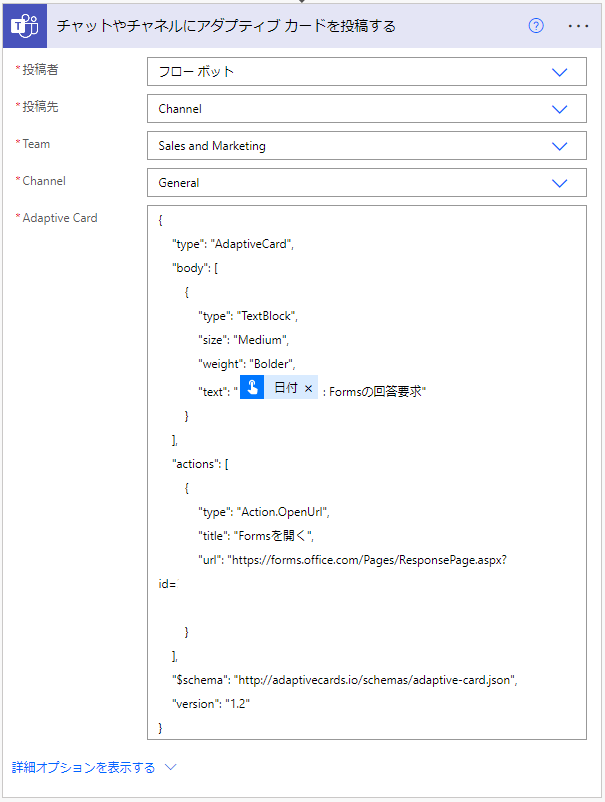 チャットやチャネルにアダプティブ カードを投稿する
*投稿者
フロー ボット
*投稿先
Channel
*Team
Sales and Marketing
*Channel
General
*Adaptive Card
{
"type": "AdaptiveCard",
"body": [
{
"type": "TextBlock",
"size": "Medium",
"weight": "Bolder",
"text": " 日付 × : Formsの回答要求"
}
],
"actions": [
{
"type": "Action.OpenUrl",
"title": "Formsを開く",
"url": "https://forms.office.com/Pages/ResponsePage.aspx?
id=
}
],
"$schema": "http://adaptivecards.io/schemas/adaptive-card.json",
"version": "1.2"
}
詳細オプションを表示する